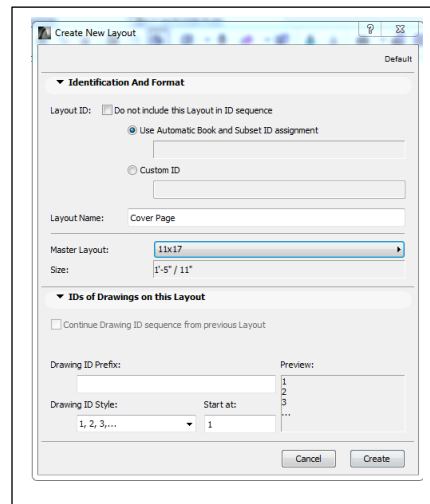 Create New Layout
Default
Identification And Format
Layout ID: Do not include this Layout in ID sequence
Use Automatic Book and Subset ID assignment
Custom ID
Layout Name: Cover Page
Master Layout: 11x17
Size: 1'-5" / 11"
IDs of Drawings on this Layout
Continue Drawing ID sequence from previous Layout
Drawing ID Prefix: Preview:
1
2
3
...
Drawing ID Style: Start at:
1, 2, 3,... 1
Cancel Create